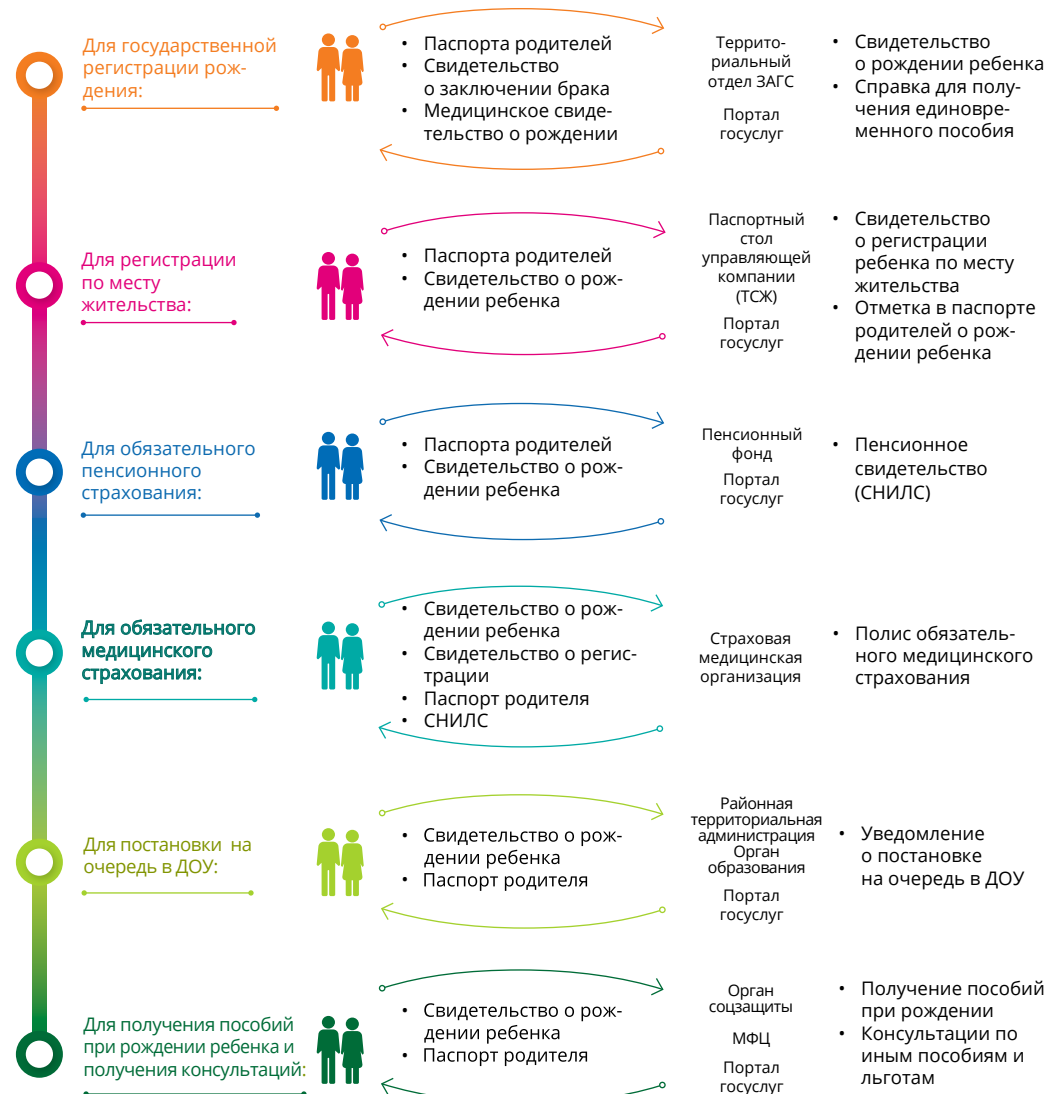 Для государственной
регистрации рож-
дения:
• Паспорта родителей
• Свидетельство
о заключении брака
• Медицинское свиде-
тельство о рождении
Террито-
риальный
отдел ЗАГС
Портал
госуслуг
• Свидетельство
о рождении ребенка
• Справка для полу-
чения единовре-
менного пособия
Для регистрации
по месту
жительства:
• Паспорта родителей
• Свидетельство о рож-
дении ребенка
Паспортный
стол
управляющей
компании
(ТСЖ)
Портал
госуслуг
• Свидетельство
о регистрации
ребенка по месту
жительства
• Отметка в паспорте
родителей о рож-
дении ребенка
Для обязательного
пенсионного
страхования:
• Паспорта родителей
• Свидетельство о рож-
дении ребенка
Пенсионный
фонд
Портал
госуслуг
• Пенсионное
свидетельство
(СНИЛС)
Для обязательного
медицинского
страхования:
• Свидетельство о рож-
дении ребенка
• Свидетельство о регис-
трации
• Паспорт родителя
• СНИЛС
Страховая
медицинская
организация
• Полис обязатель-
ного медицинского
страхования
Для постановки на
очередь в ДОУ:
• Свидетельство о рож-
дении ребенка
• Паспорт родителя
Районная
территориальная
администрация
Орган
образования
Портал
госуслуг
• Уведомление
о постановке
на очередь в ДОУ
Для получения пособий
при рождении ребенка и
получения консультаций:
• Свидетельство о рож-
дении ребенка
• Паспорт родителя
Орган
соцзащиты
МФЦ
Портал
госуслуг
• Получение пособий
при рождении
• Консультации по
иным пособиям и
льготам